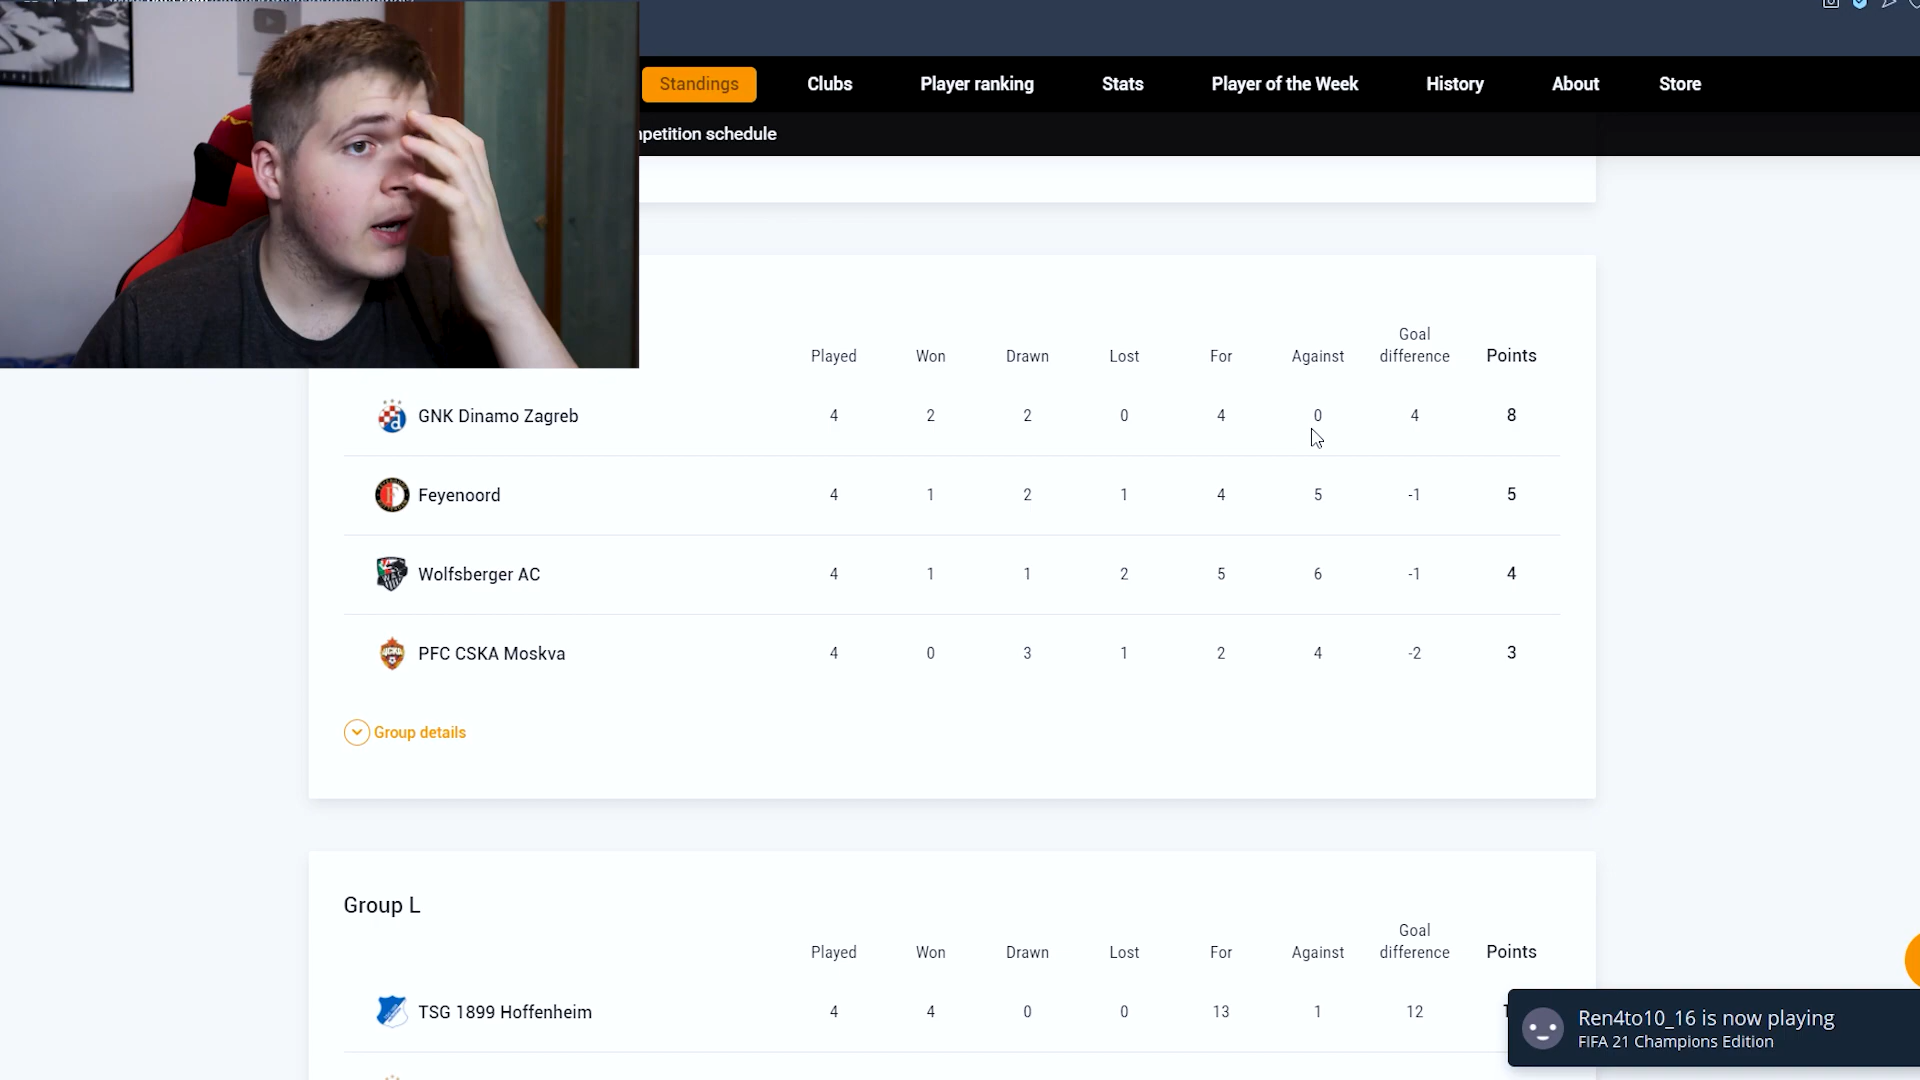 Standings Clubs Player ranking Stats Player of the Week History About Store
mpetition schedule
Played Won Drawn Lost For Against Goal difference Points
GNK Dinamo Zagreb 4 2 2 0 4 0 4 8
Feyenoord 4 1 2 1 4 5 -1 5
Wolfsberger AC 4 1 1 2 5 6 -1 4
PFC CSKA Moskva 4 0 3 1 2 4 -2 3
Group details
Group L
Played Won Drawn Lost For Against Goal difference Points
TSG 1899 Hoffenheim 4 4 0 0 13 1 12
Ren4to10_16 is now playing
FIFA 21 Champions Edition